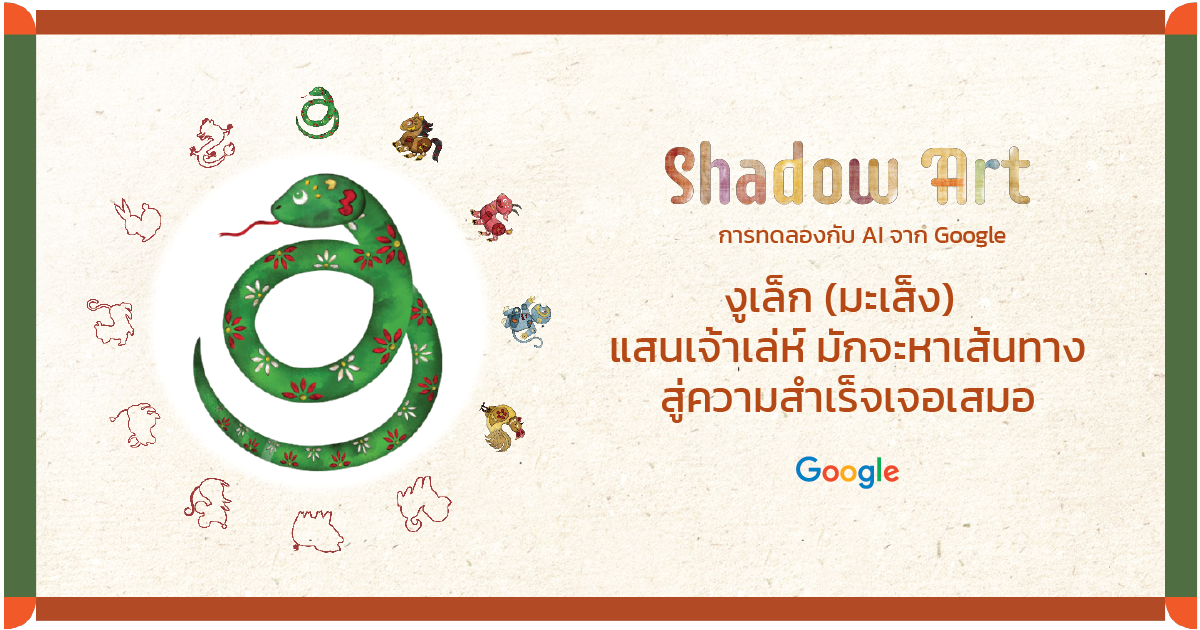 Shadow Art
การทดลองกับ AI จาก Google
งูเล็ก (มะเส็ง)
แสนเจ้าเล่ห์ มักจะหาเส้นทาง
สู่ความสำเร็จเจอเสมอ
Google